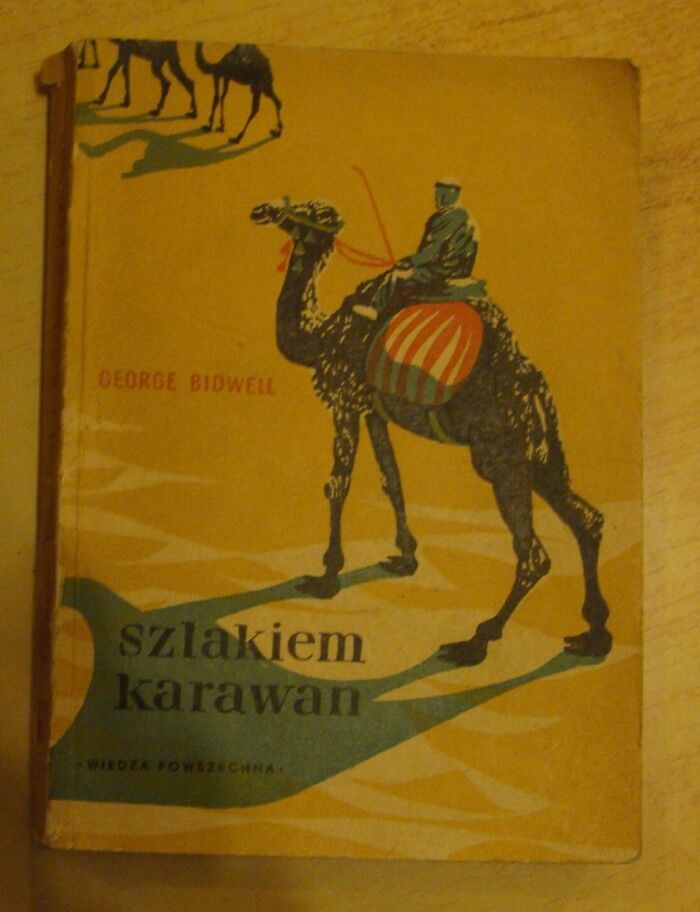 GEORGE BIDWELL
szlakiem
karawan
· WIEDZA POWSZECHNA ·